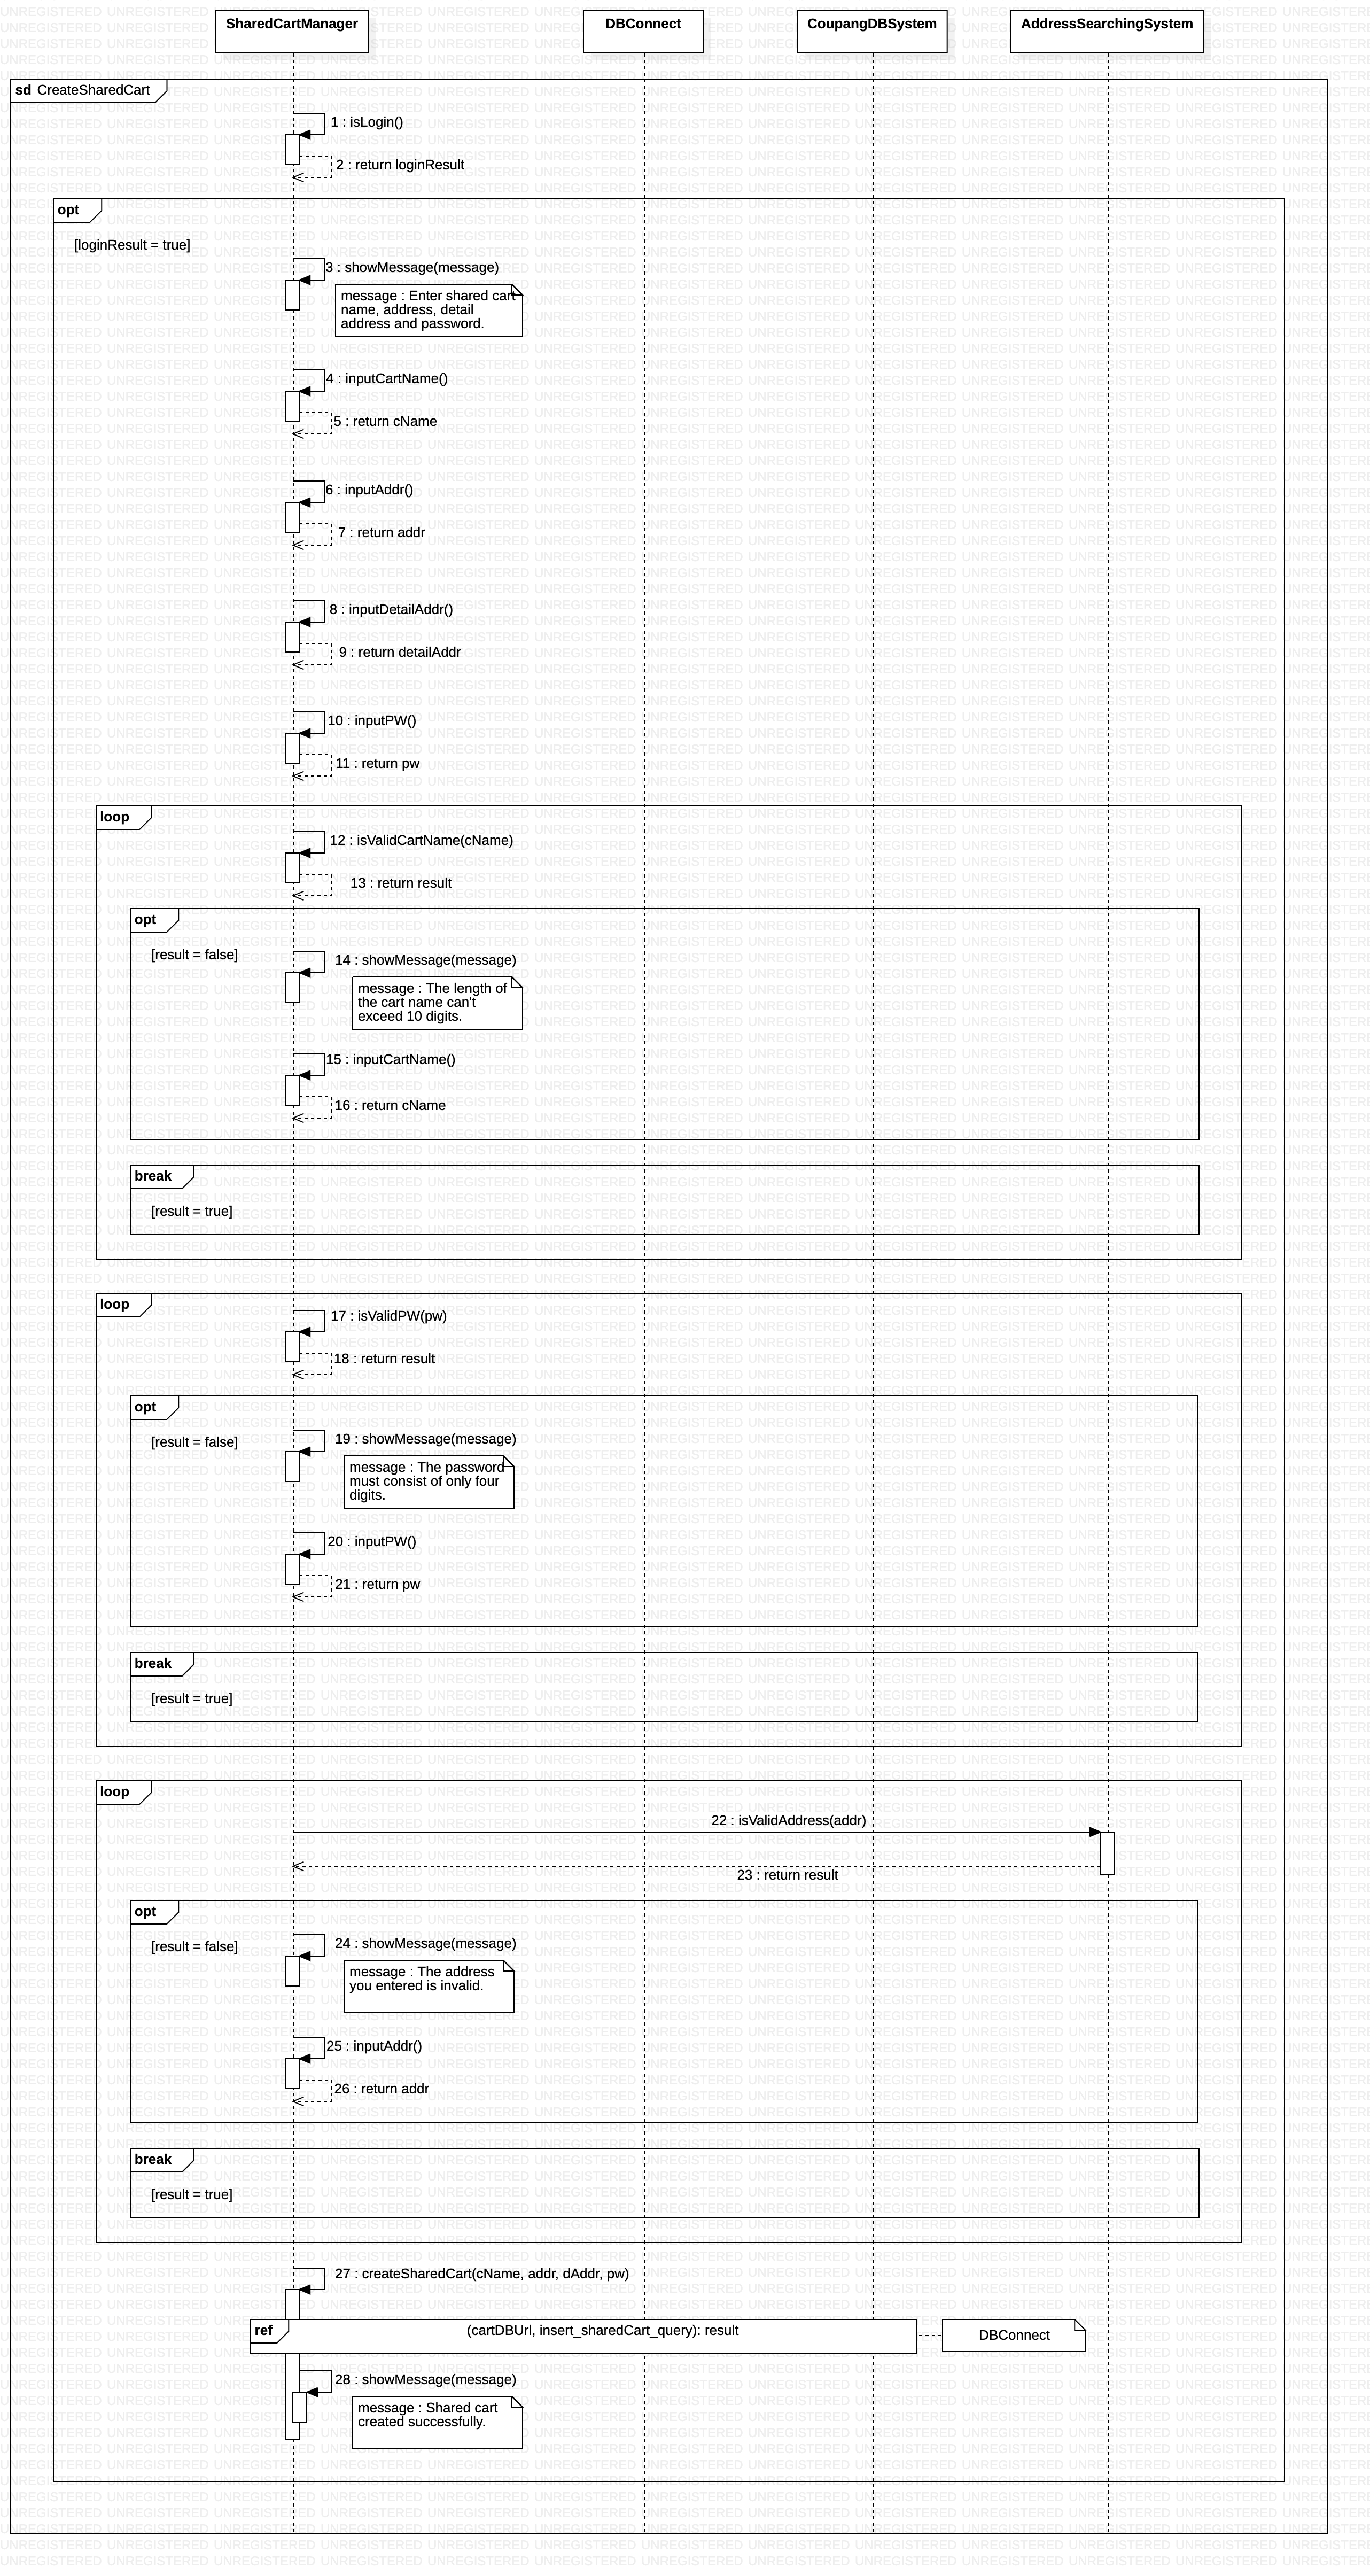 SharedCartManager
DBConnect
CoupangDBSystem
AddressSearchingSystem
sd CreateSharedCart
1 : isLogin()
2 : return loginResult
opt
[loginResult = true]
3 : showMessage(message)
message : Enter shared cart
name, address, detail
address and password.
4 : inputCartName()
5 : return cName
6 : inputAddr()
7 : return addr
8 : inputDetailAddr()
9 : return detailAddr
10 : inputPW()
11 : return pw
loop
12 : isValidCartName(cName)
13 : return result
opt
[result = false]
14 : showMessage(message)
message : The length of
the cart name can't
exceed 10 digits.
15 : inputCartName()
16 : return cName
break
[result = true]
loop
17 : isValidPW(pw)
18 : return result
opt
[result = false]
19 : showMessage(message)
message : The password
must consist of only four
digits.
20 : inputPW()
21 : return pw
break
[result = true]
loop
22 : isValidAddress(addr)
23 : return result
opt
[result = false]
24 : showMessage(message)
message : The address
you entered is invalid.
25 : inputAddr()
26 : return addr
break
[result = true]
27 : createSharedCart(cName, addr, dAddr, pw)
ref
(cartDBUrl, insert_sharedCart_query): result
DBConnect
28 : showMessage(message)
message : Shared cart
created successfully.